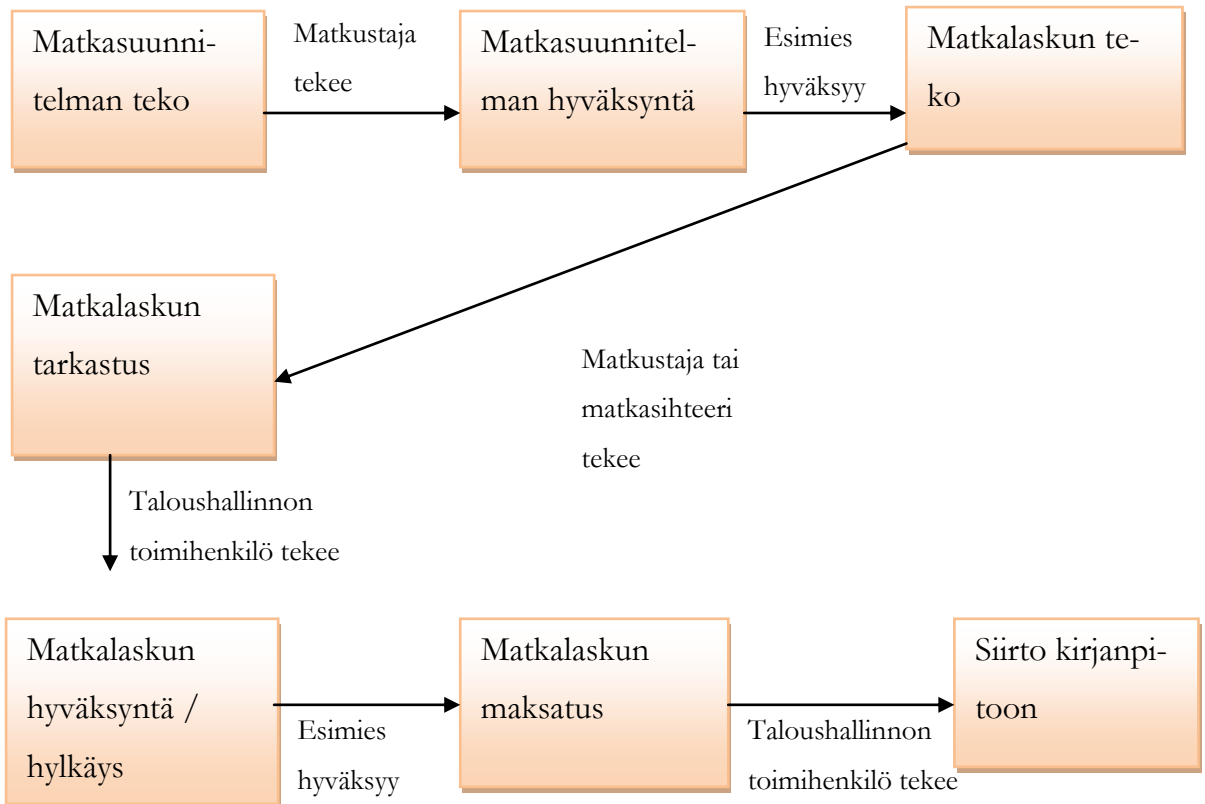 Matkasuunni-
telman teko
Matkustaja
tekee
Matkasuunnitel-
man hyväksyntä
Esimies
hyväksyy
Matkalaskun te-
ko
Matkalaskun
tarkastus
Matkustaja tai
matkasihteeri
tekee
Taloushallinnon
toimihenkilö tekee
Matkalaskun
hyväksyntä /
hylkäys
Esimies
hyväksyy
Matkalaskun
maksatus
Taloushallinnon
toimihenkilö tekee
Siirto kirjanpi-
toon